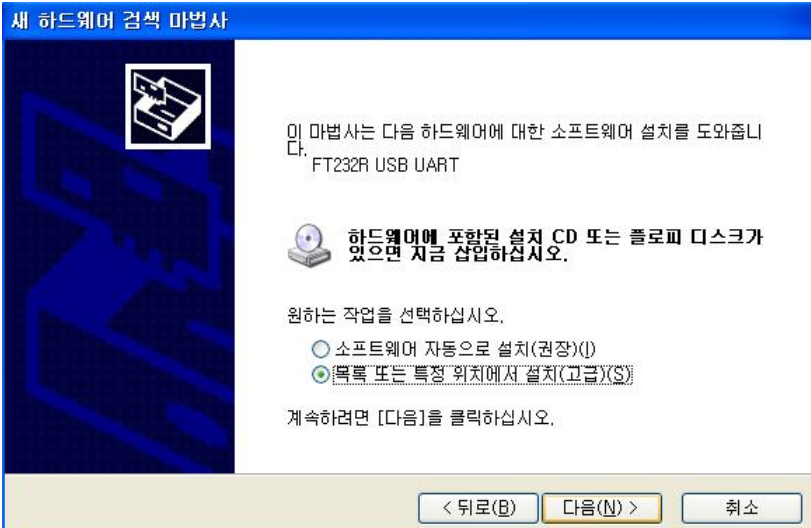 새 하드웨어 검색 마법사
이 마법사는 다음 하드웨어에 대한 소프트웨어 설치를 도와줍니
다.
FT232R USB UART
하드웨어에 포함된 설치 CD 또는 플로피 디스크가
있으면 지금 삽입하십시오.
원하는 작업을 선택하십시오.
소프트웨어 자동으로 설치(권장)(I)
목록 또는 특정 위치에서 설치(고급)(S)
계속하려면 [다음]을 클릭하십시오.
< 뒤로(B) 다음(N) > 취소